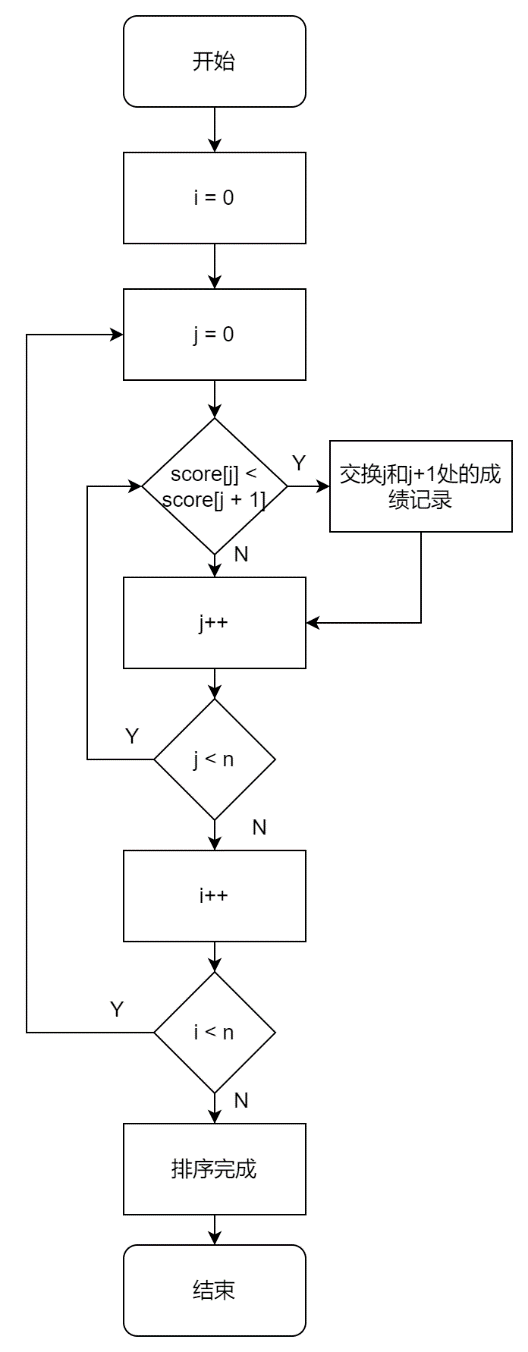 开始
i = 0
j = 0
score[j] <
score[j + 1]
Y
交换j和j+1处的成
绩记录
N
j++
Y
j < n
N
i++
Y
i < n
N
排序完成
结束